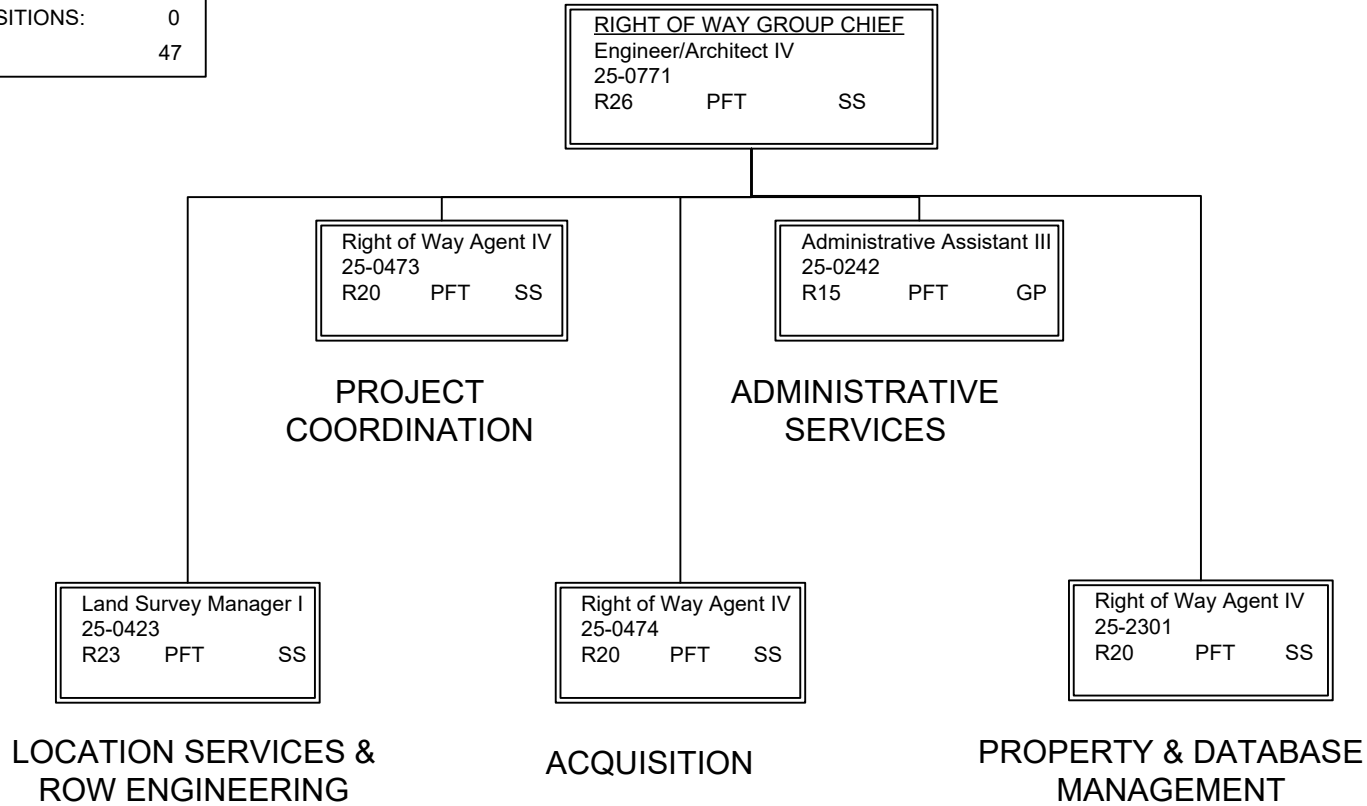 0
47
RIGHT OF WAY GROUP CHIEF
Engineer/Architect IV
25-0771
R26 PFT SS
Right of Way Agent IV
25-0473
R20 PFT SS
Administrative Assistant III
25-0242
R15 PFT GP
PROJECT
COORDINATION
ADMINISTRATIVE
SERVICES
Land Survey Manager I
25-0423
R23 PFT SS
Right of Way Agent IV
25-0474
R20 PFT SS
Right of Way Agent IV
25-2301
R20 PFT SS
LOCATION SERVICES &
ROW ENGINEERING
ACQUISITION
PROPERTY & DATABASE
MANAGEMENT